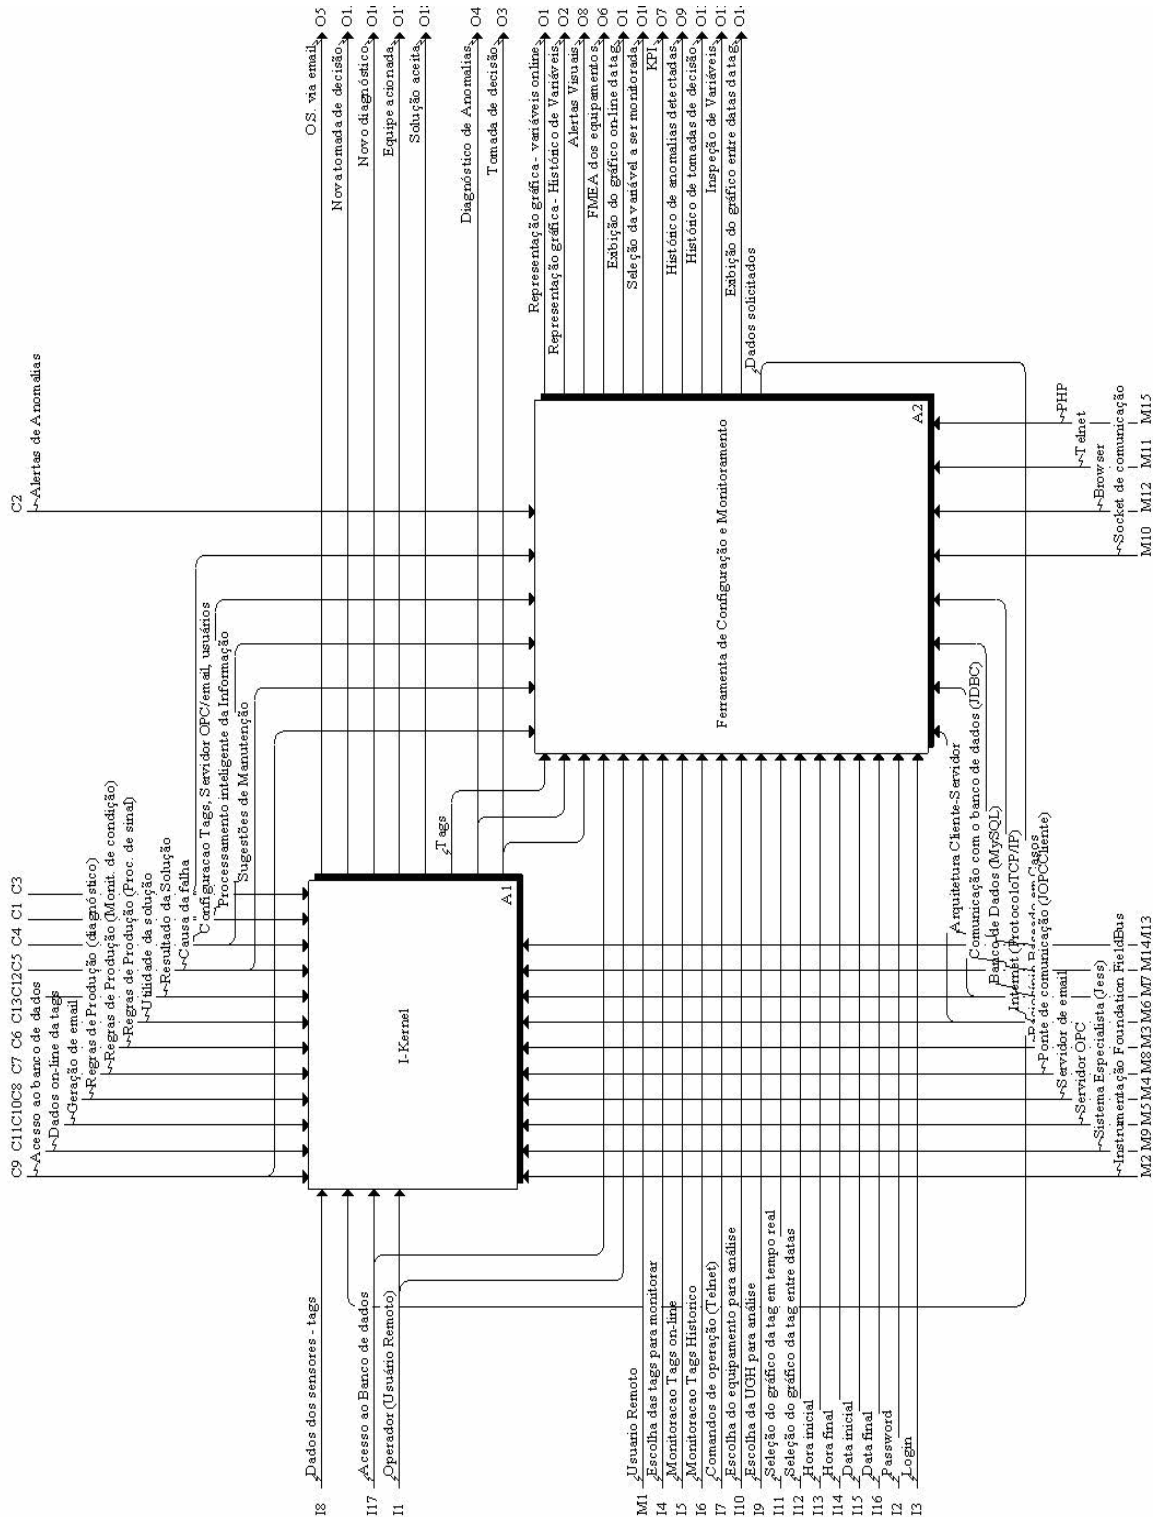 C9 C11 C10 C8 C7 C6 C13 C12 C5 C4 C1 C3
C2
Acesso ao banco de dados
Dados on-line da tags
Geração de email
Regras de Produção (diagnóstico)
Regras de Produção (Monit. de condição)
Regras de Produção (Proc. de sinal)
Utilidade da solução
Resultado da Solução
Causa da falha
Configuracao Tags, Servidor OPC/email, usuários
Processamento inteligente da Informação
Sugestões de Manutenção
Alertas de Anomalias
I8
Dados dos sensores - tags
I17
Acesso ao Banco de dados
I1
Operador (Usuário Remoto)
I-Kernel
A1
Tags
O.S. via email
O5
Nova tomada de decisão
Novo diagnóstico
Equipe acionada
Solução aceita
Diagnóstico de Anomalias
O4
Tomada de decisão
O3
M1
Usuario Remoto
I4
Escolha das tags para monitorar
I5
Monitoracao Tags on-line
I6
Monitoracao Tags Historico
I7
Comandos de operação (Telnet)
I10
Escolha do equipamento para análise
I9
Escolha da UGH para análise
I11
Seleção do gráfico da tag em tempo real
I12
Seleção do gráfico da tag entre datas
I13
Hora inicial
I14
Hora final
I15
Data inicial
I16
Data final
I2
Password
I3
Login
Ferramenta de Configuração e Monitoramento
A2
Representação gráfica - variáveis online
O1
Representação gráfica - Histórico de Variáveis
O2
Alertas Visuais
O8
FMEA dos equipamentos
O6
Exibição do gráfico on-line da tag
Seleção da variável a ser monitorada
KPI
O7
Histórico de anomalias detectadas
O9
Histórico de tomadas de decisão
Inspeção de Variáveis
Exibição do gráfico entre datas da tag
Dados solicitados
Arquitetura Cliente-Servidor
Comunicação com o banco de dados (JDBC)
Banco de Dados (MySQL)
Internet (Protocolo TCP/IP)
Raciocínio Baseado em Casos
Ponte de comunicação (JOPCCliente)
Servidor de email
Servidor OPC
Sistema Especialista (Jess)
Instrumentação Foundation FieldBus
PHP
Telnet
Browser
Socket de comunicação
M2 M9 M5 M4 M8 M3 M6 M7 M14 M13
M10 M12 M11 M15